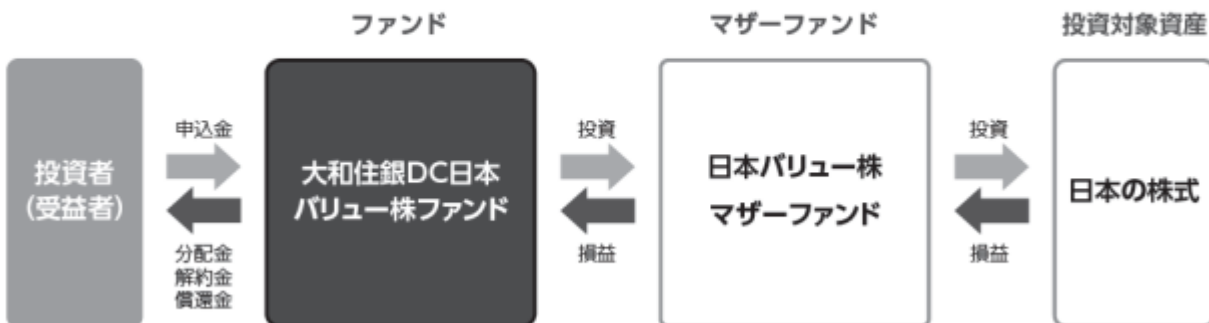 ファンド
マザーファンド
投資対象資産
投資者
(受益者)
申込金
分配金
解約金
償還金
大和住銀DC日本
バリュー株ファンド
投資
損益
日本バリュー株
マザーファンド
投資
損益
日本の株式